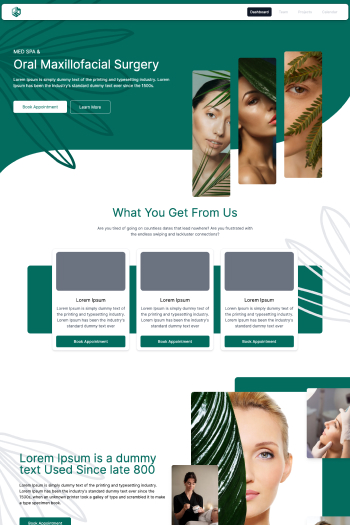 Dashboard
MED SPA &
Oral Maxillofacial Surgery
Lorem Ipsum is simply dummy text of the printing and typesetting industry.
Lorem Ipsum has been the industry's standard dummy text ever since the 1500s,
Book Appointment Learn More
What You Get From Us
Are you tired of going on countless dates that lead nowhere? Are you frustrated with
the endless swiping and lackluster connections?
Lorem Ipsum
Lorem Ipsum is simply dummy text of
the printing and typesetting industry.
Lorem Ipsum has been the industry's
standard dummy text ever
Book Appointment
Lorem Ipsum
Lorem Ipsum is simply dummy text of
the printing and typesetting industry.
Lorem Ipsum has been the industry's
standard dummy text ever
Book Appointment
Lorem Ipsum
Lorem Ipsum is simply dummy text of
the printing and typesetting industry.
Lorem Ipsum has been the industry's
standard dummy text ever
Book Appointment
Lorem Ipsum is a dummy
text Used Since late 800
Lorem Ipsum is simply dummy text of the printing and typesetting
industry. Lorem Ipsum has been the industry's standard dummy text ever since the
1500s, when an unknown printer took a galley of type and scrambled it to make
a type specimen book.
Book Appointment